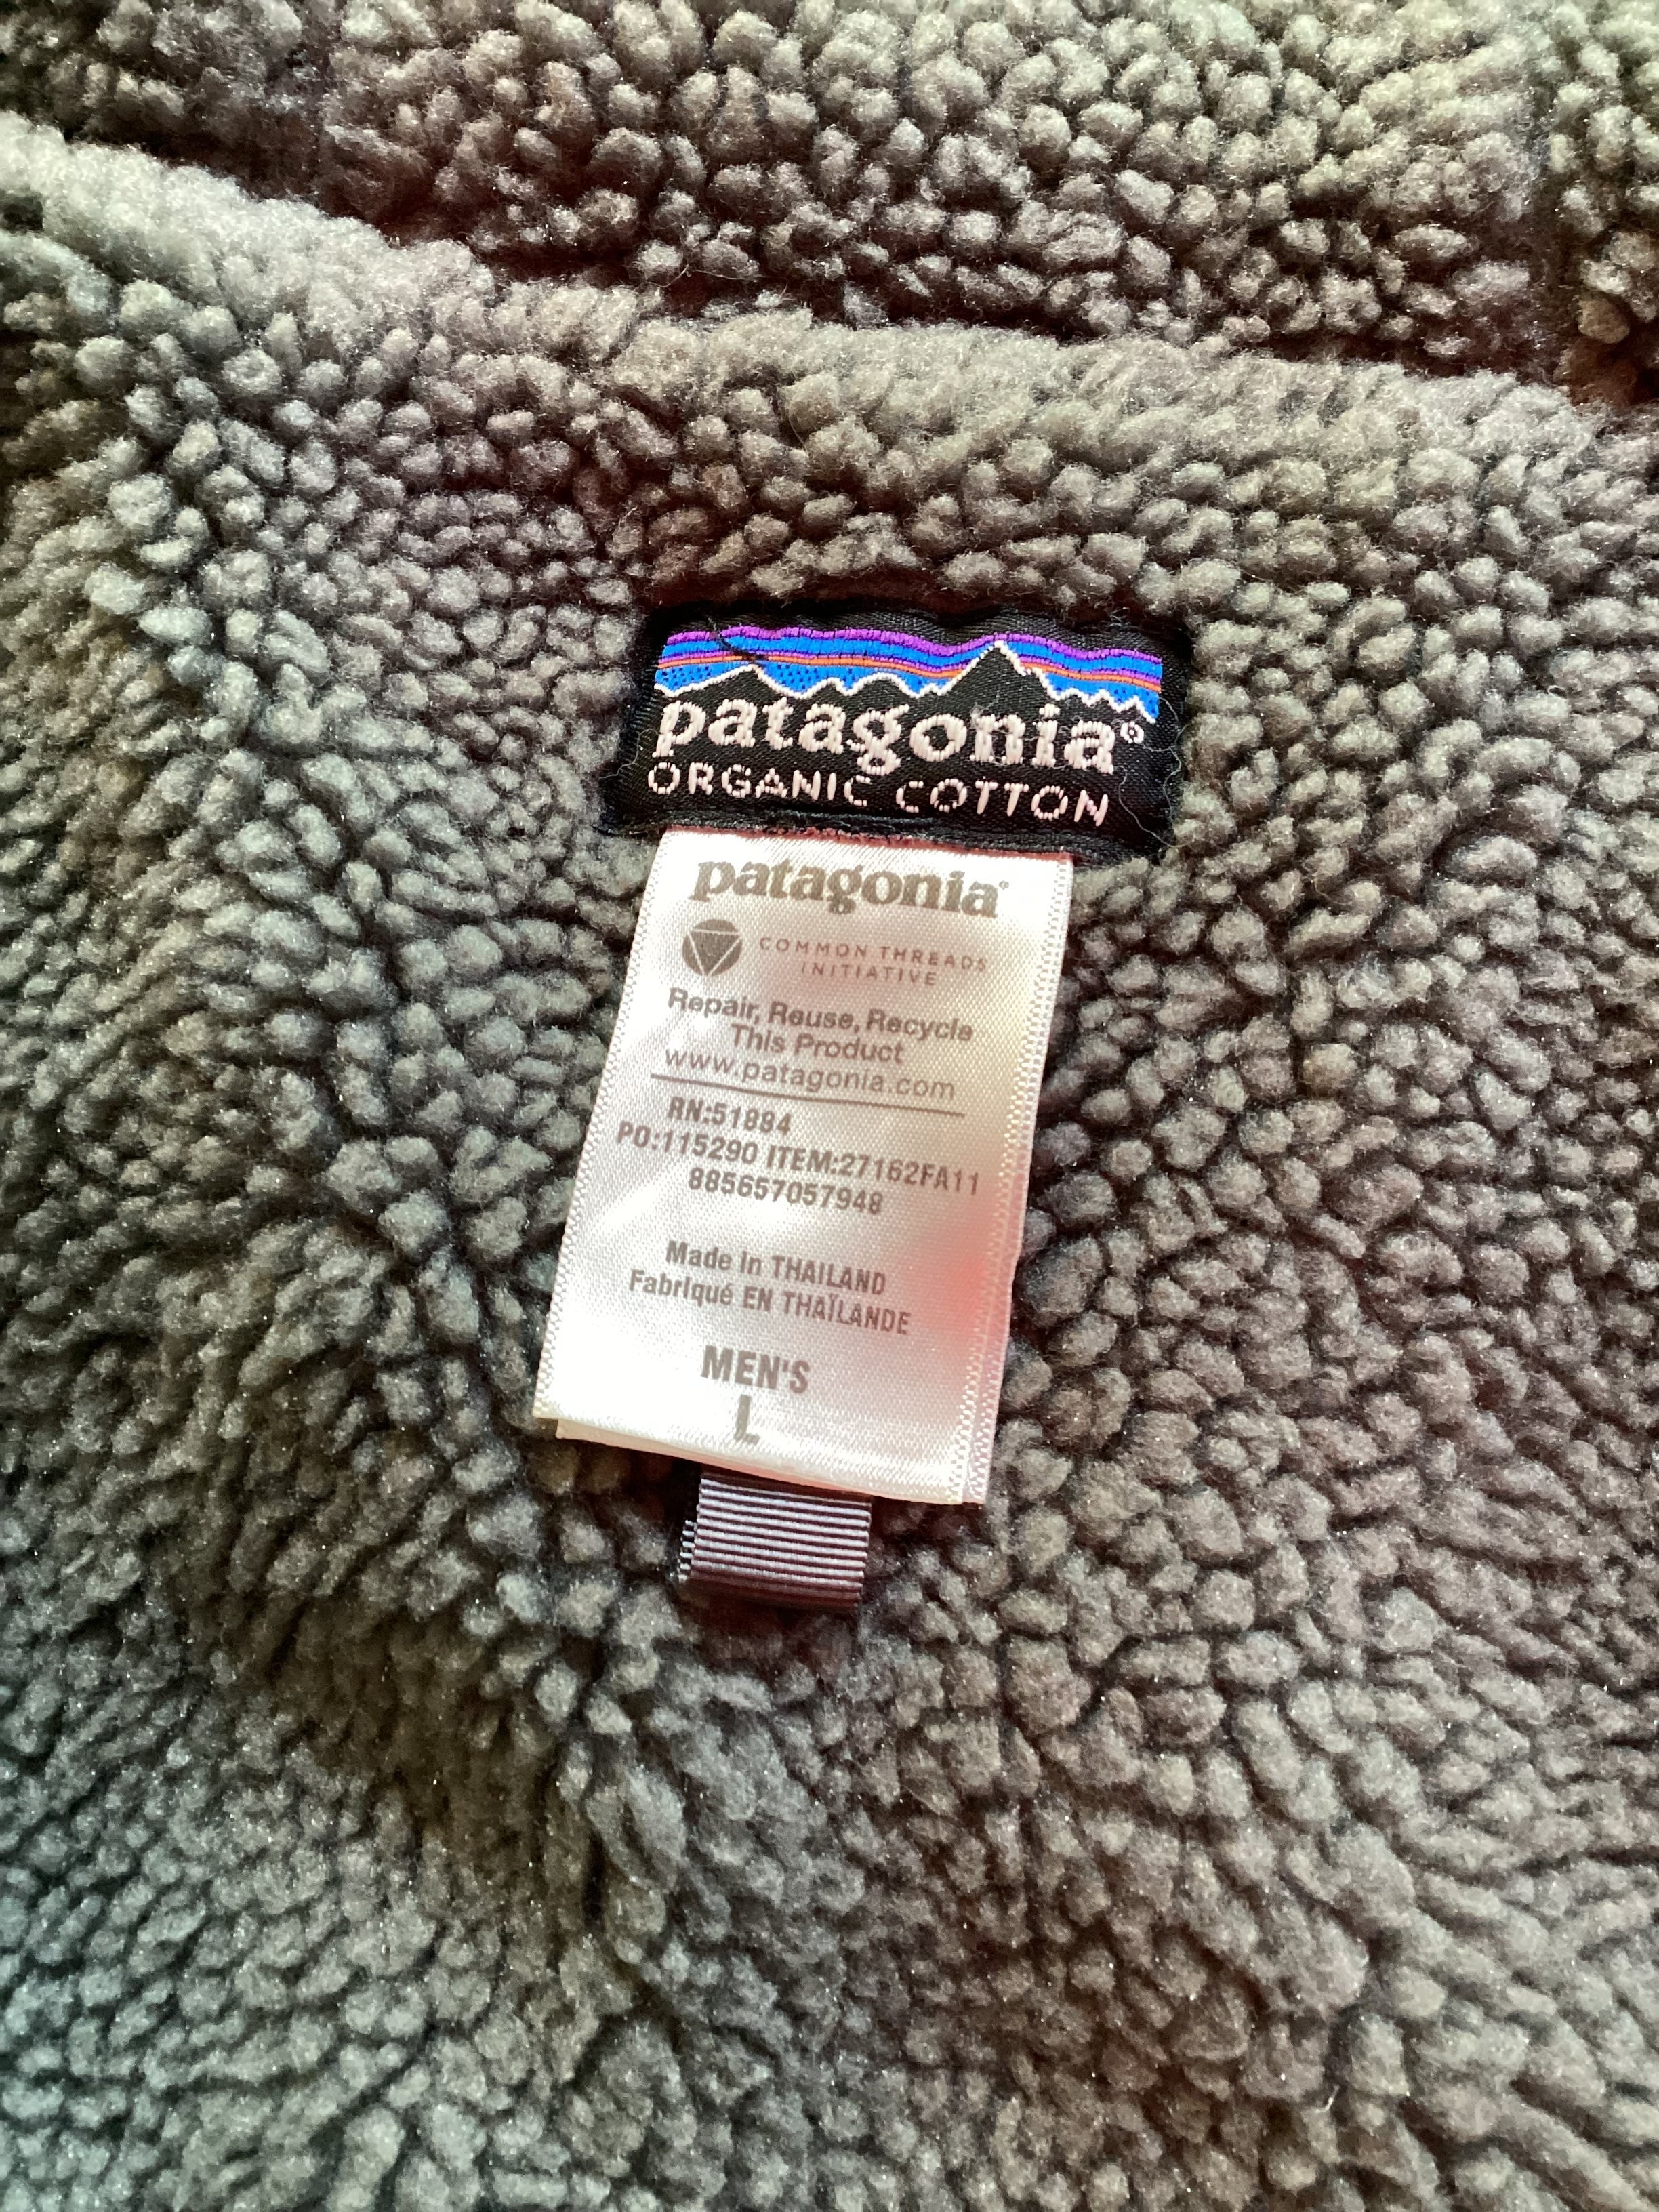 patagonia®
ORGANIC COTTON
patagonia®
COMMON THREADS
INITIATIVE
Repair, Reuse, Recycle
This Product
www.patagonia.com
RN:51884
PO:115290 ITEM:27162FA11
885657057948
Made in THAILAND
Fabriqué EN THAÏLANDE
MEN'S
L